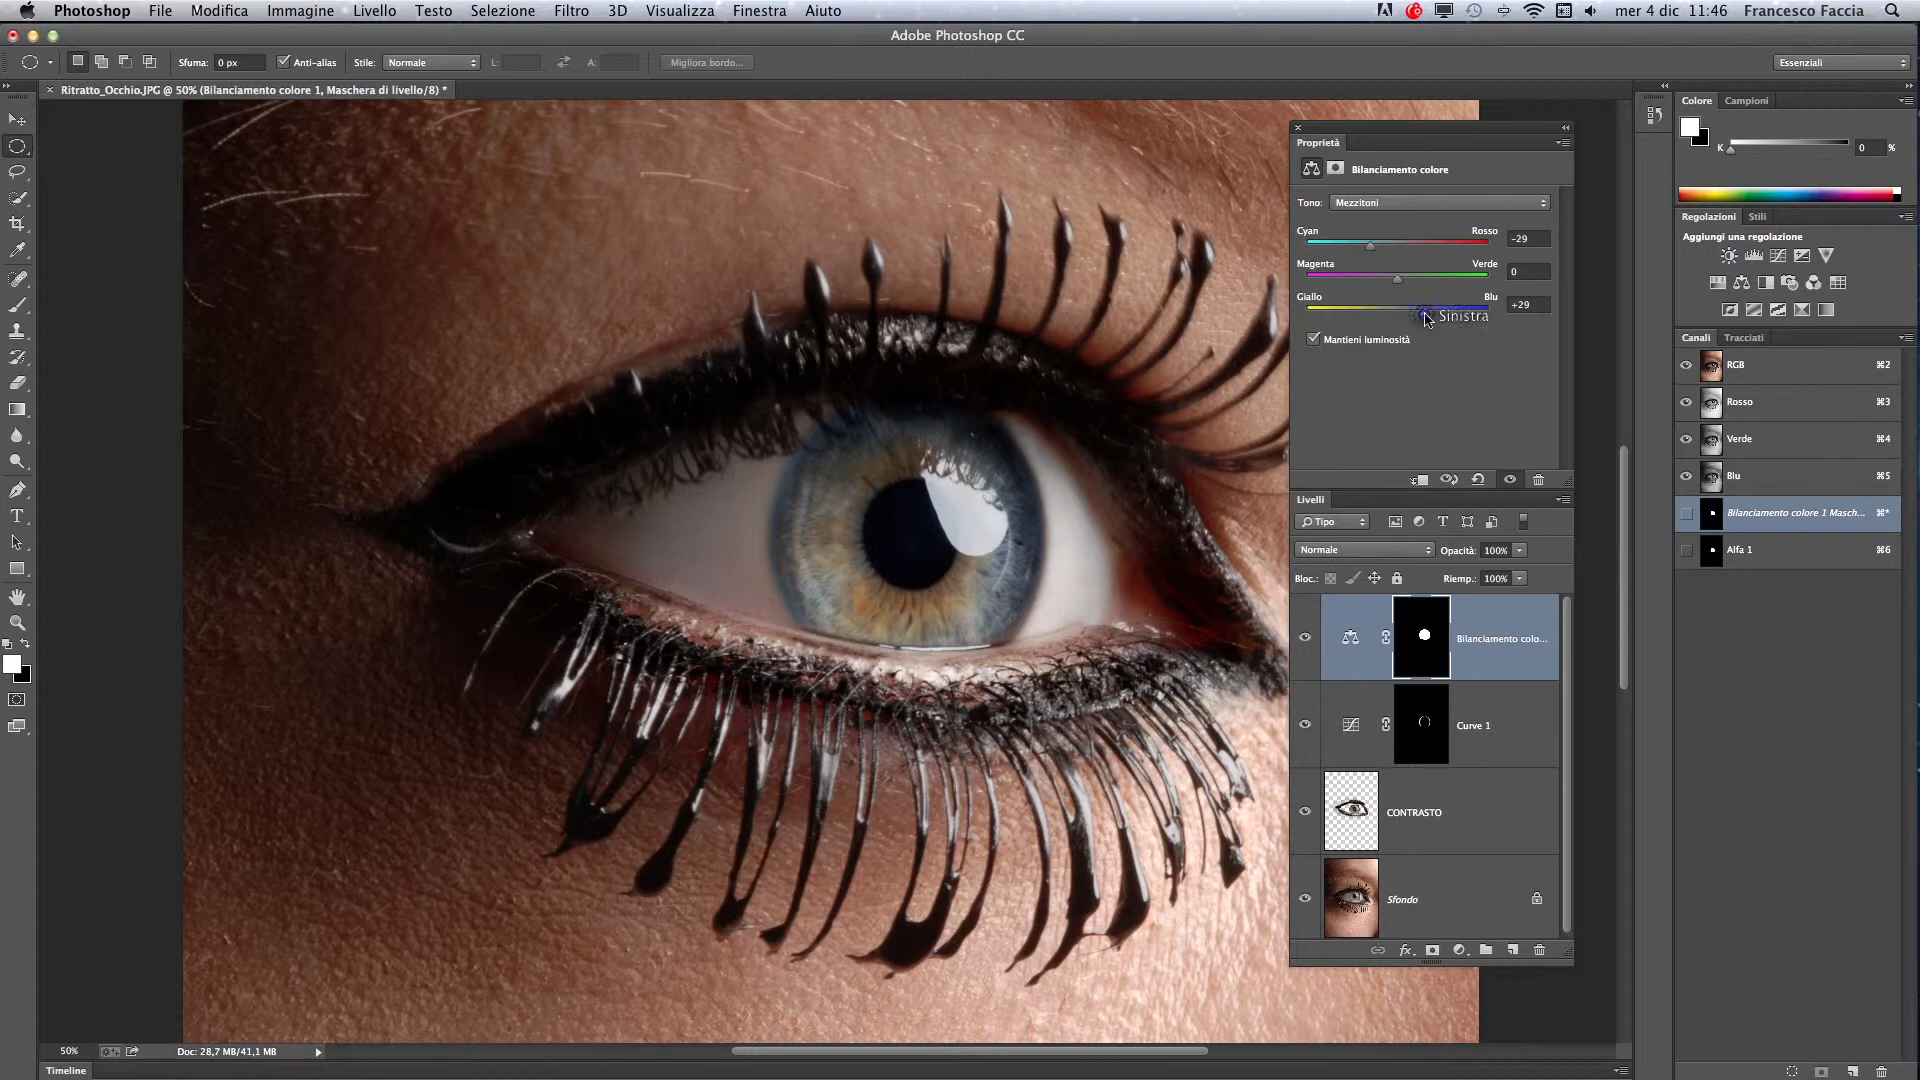 Photoshop File Modifica Immagine Livello Testo Selezione Filtro 3D Visualizza Finestra Aiuto mer 4 dic 11:46 Francesco Faccia
Adobe Photoshop CC
Sfuma: 0 px Anti-alias Stile: Normale L: A: Migliora bordo... Essenziali
Ritratto_Occhio.JPG @ 50% (Bilanciamento colore 1, Maschera di livello/8) *
Proprietà
Bilanciamento colore
Tono: Mezzitoni
Cyan Rosso -29
Magenta Verde 0
Giallo Blu +29
Sinistra
Mantieni luminosità
Livelli
Tipo
Normale Opacità: 100%
Bloc.: Riemp.: 100%
Bilanciamento colo...
Curve 1
CONTRASTO
Sfondo
Colore Campioni
K 0 %
Regolazioni Stili
Aggiungi una regolazione
Canali Tracciati
RGB ⌘2
Rosso ⌘3
Verde ⌘4
Blu ⌘5
Bilanciamento colore 1 Masch... ⌘*
Alfa 1 ⌘6
50% Doc: 28,7 MB/41,1 MB
Timeline